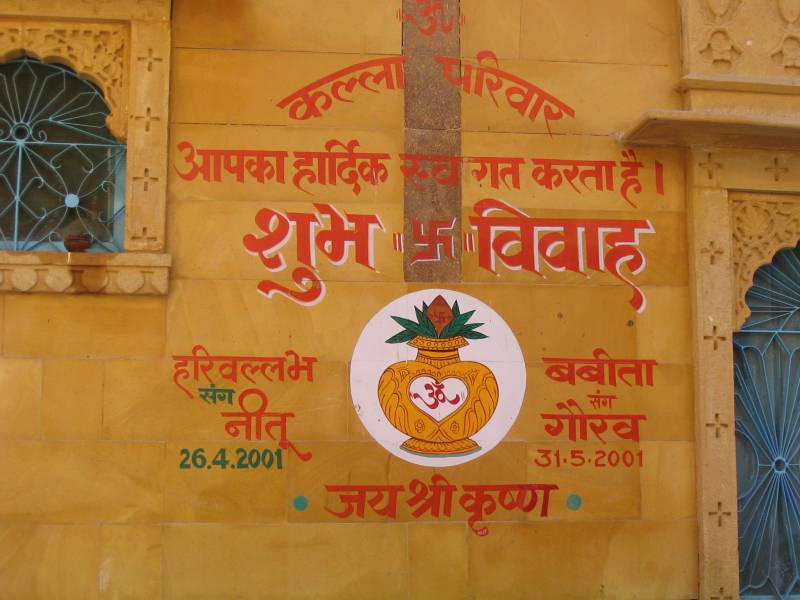 ॐ
कल्ला परिवार
आपका हार्दिक स्वागत करता है।
शुभ 卐 विवाह
हरिवल्लभ
संग
नीतू
26.4.2001
ॐ
बबीता
संग
गौरव
31.5.2001
जय श्री कृष्ण